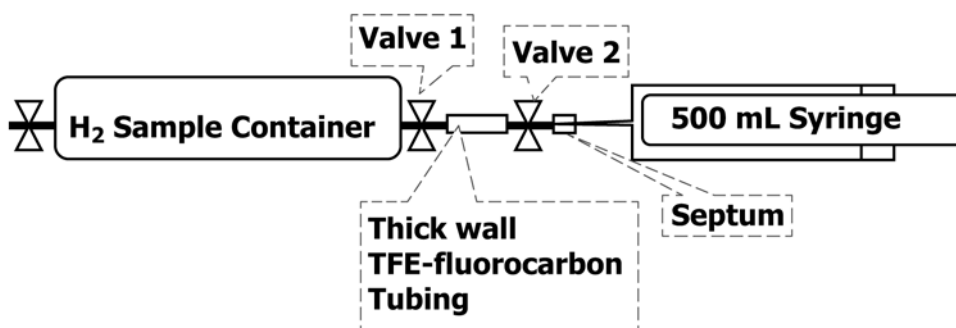 Valve 1
Valve 2
H₂ Sample Container
500 mL Syringe
Thick wall
TFE-fluorocarbon
Tubing
Septum